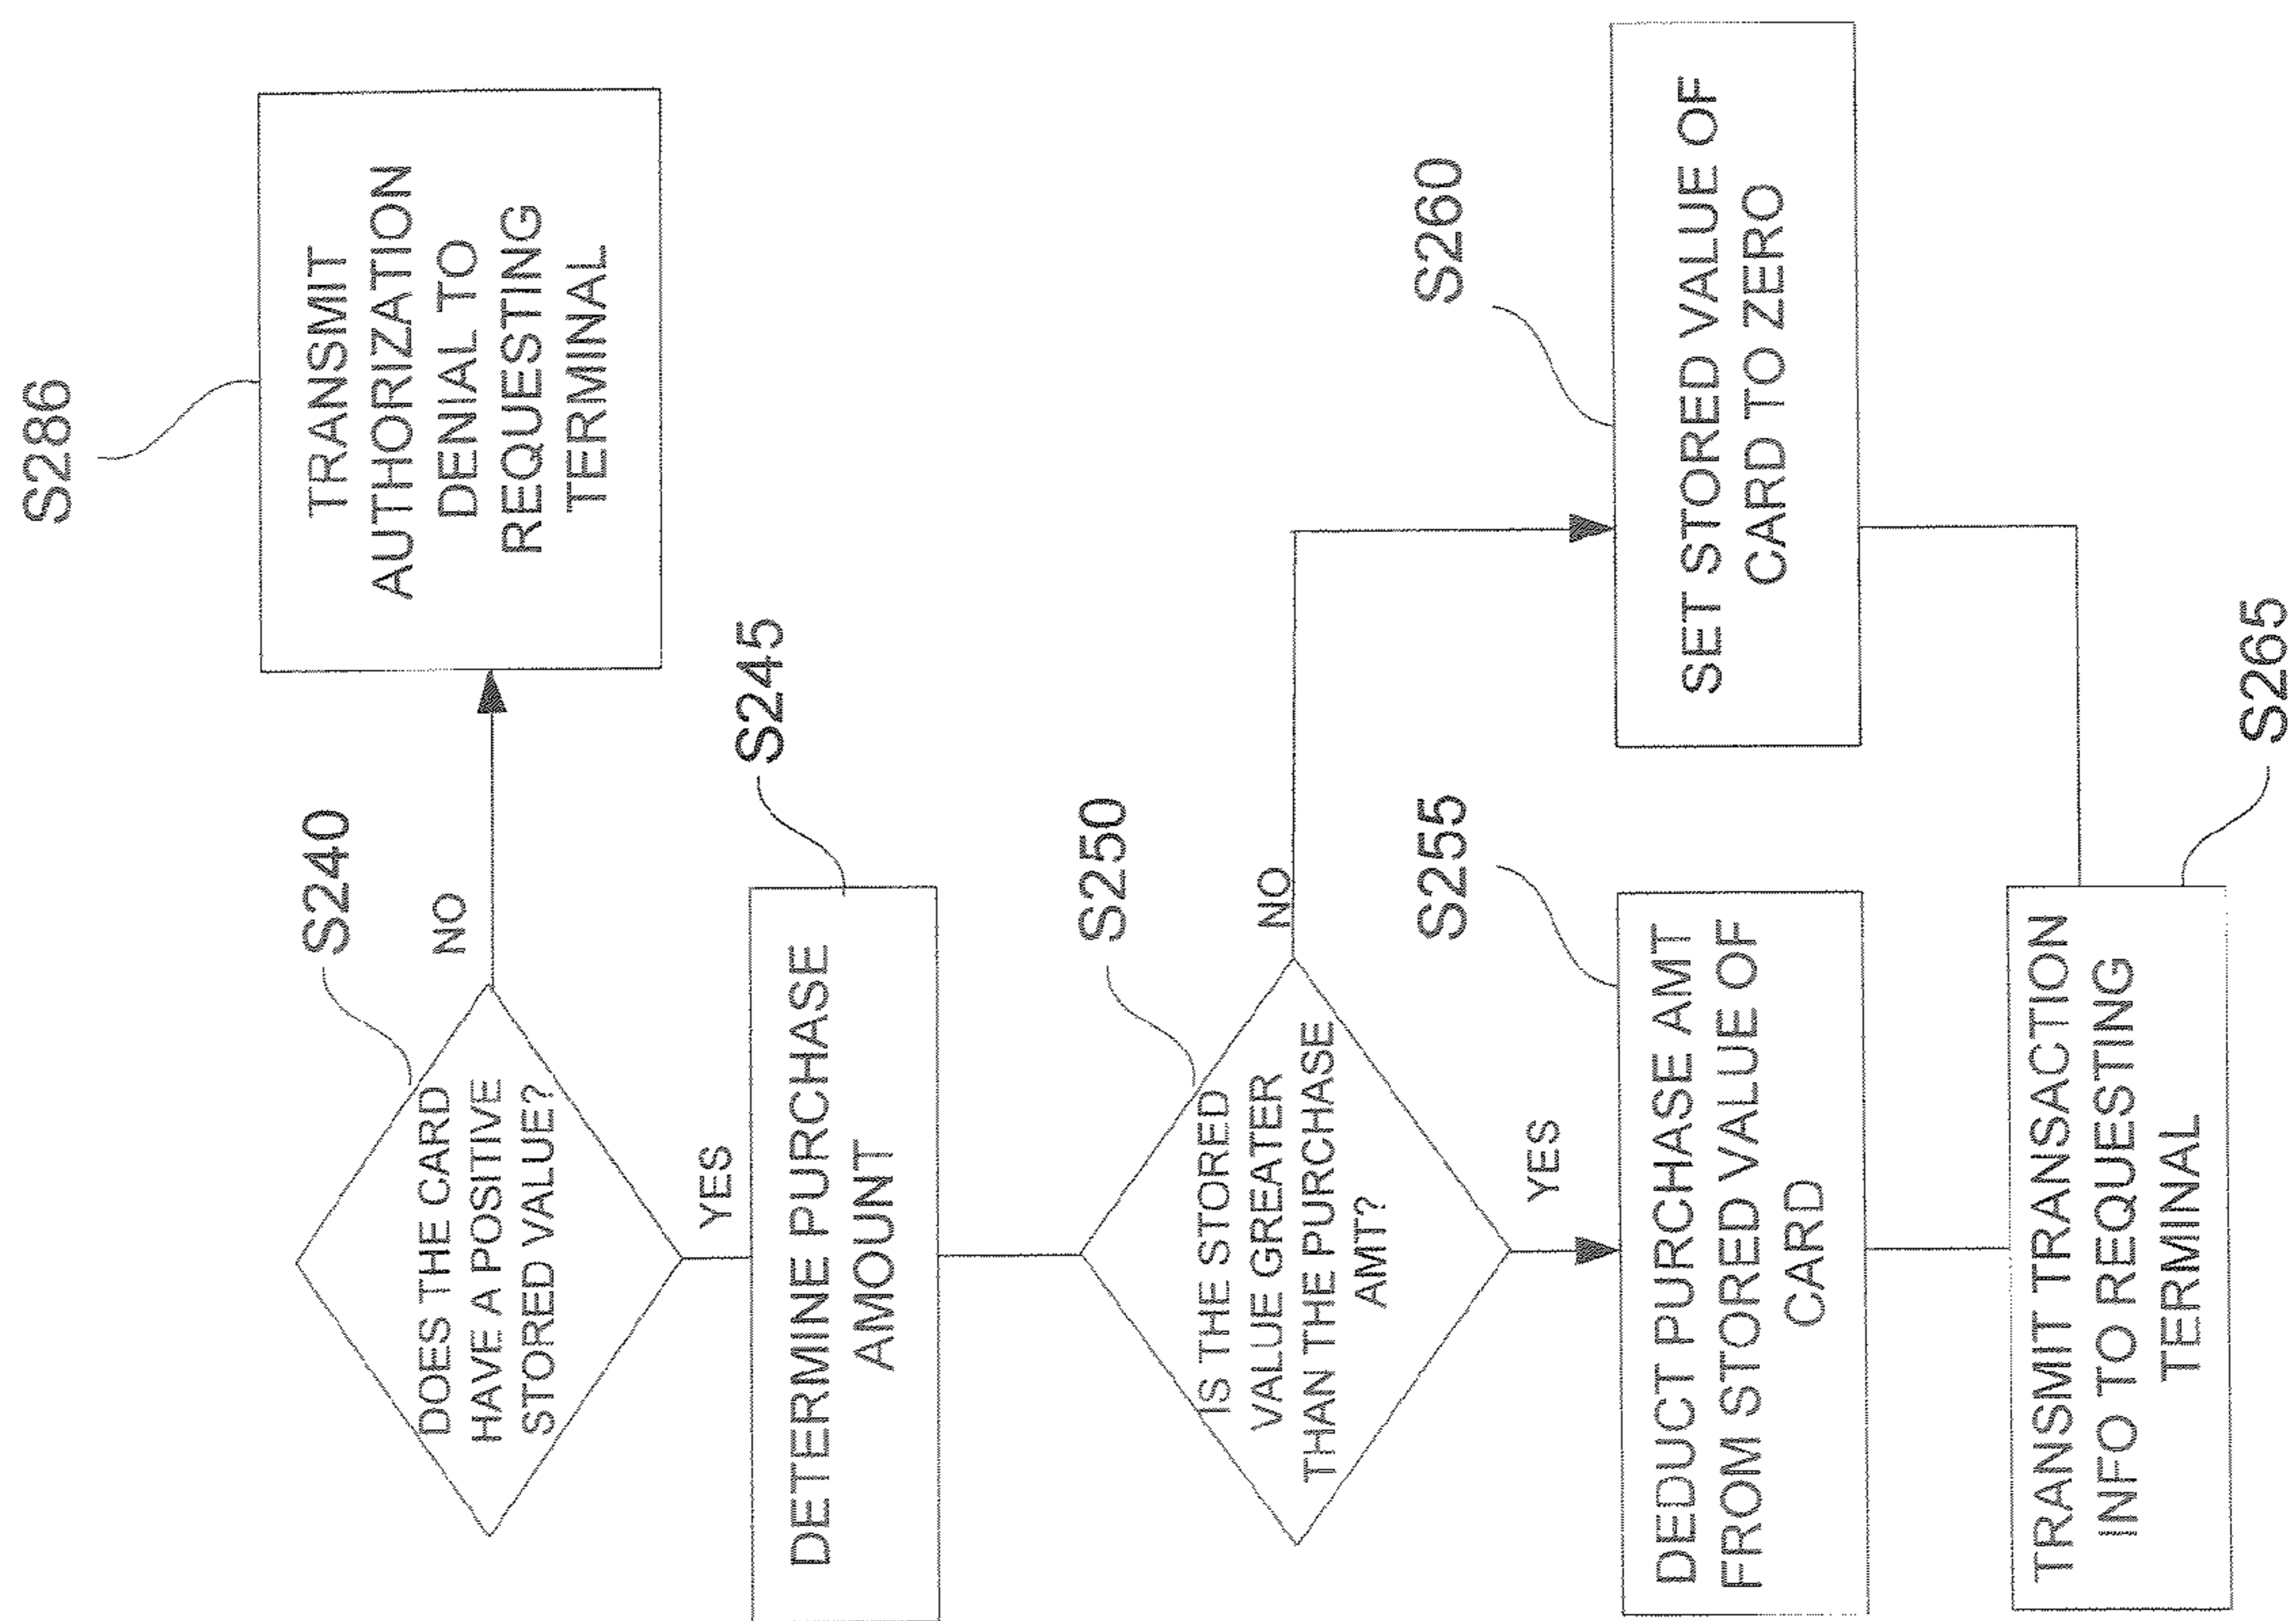 S286
TRANSMIT
AUTHORIZATION
DENIAL TO
REQUESTING
TERMINAL
S240
DOES THE CARD
HAVE A POSITIVE
STORED VALUE?
NO
YES
S245
DETERMINE PURCHASE
AMOUNT
S250
IS THE STORED
VALUE GREATER
THAN THE PURCHASE
AMT?
NO
YES
S255
DEDUCT PURCHASE AMT
FROM STORED VALUE OF
CARD
S260
SET STORED VALUE OF
CARD TO ZERO
TRANSMIT TRANSACTION
INFO TO REQUESTING
TERMINAL
S265